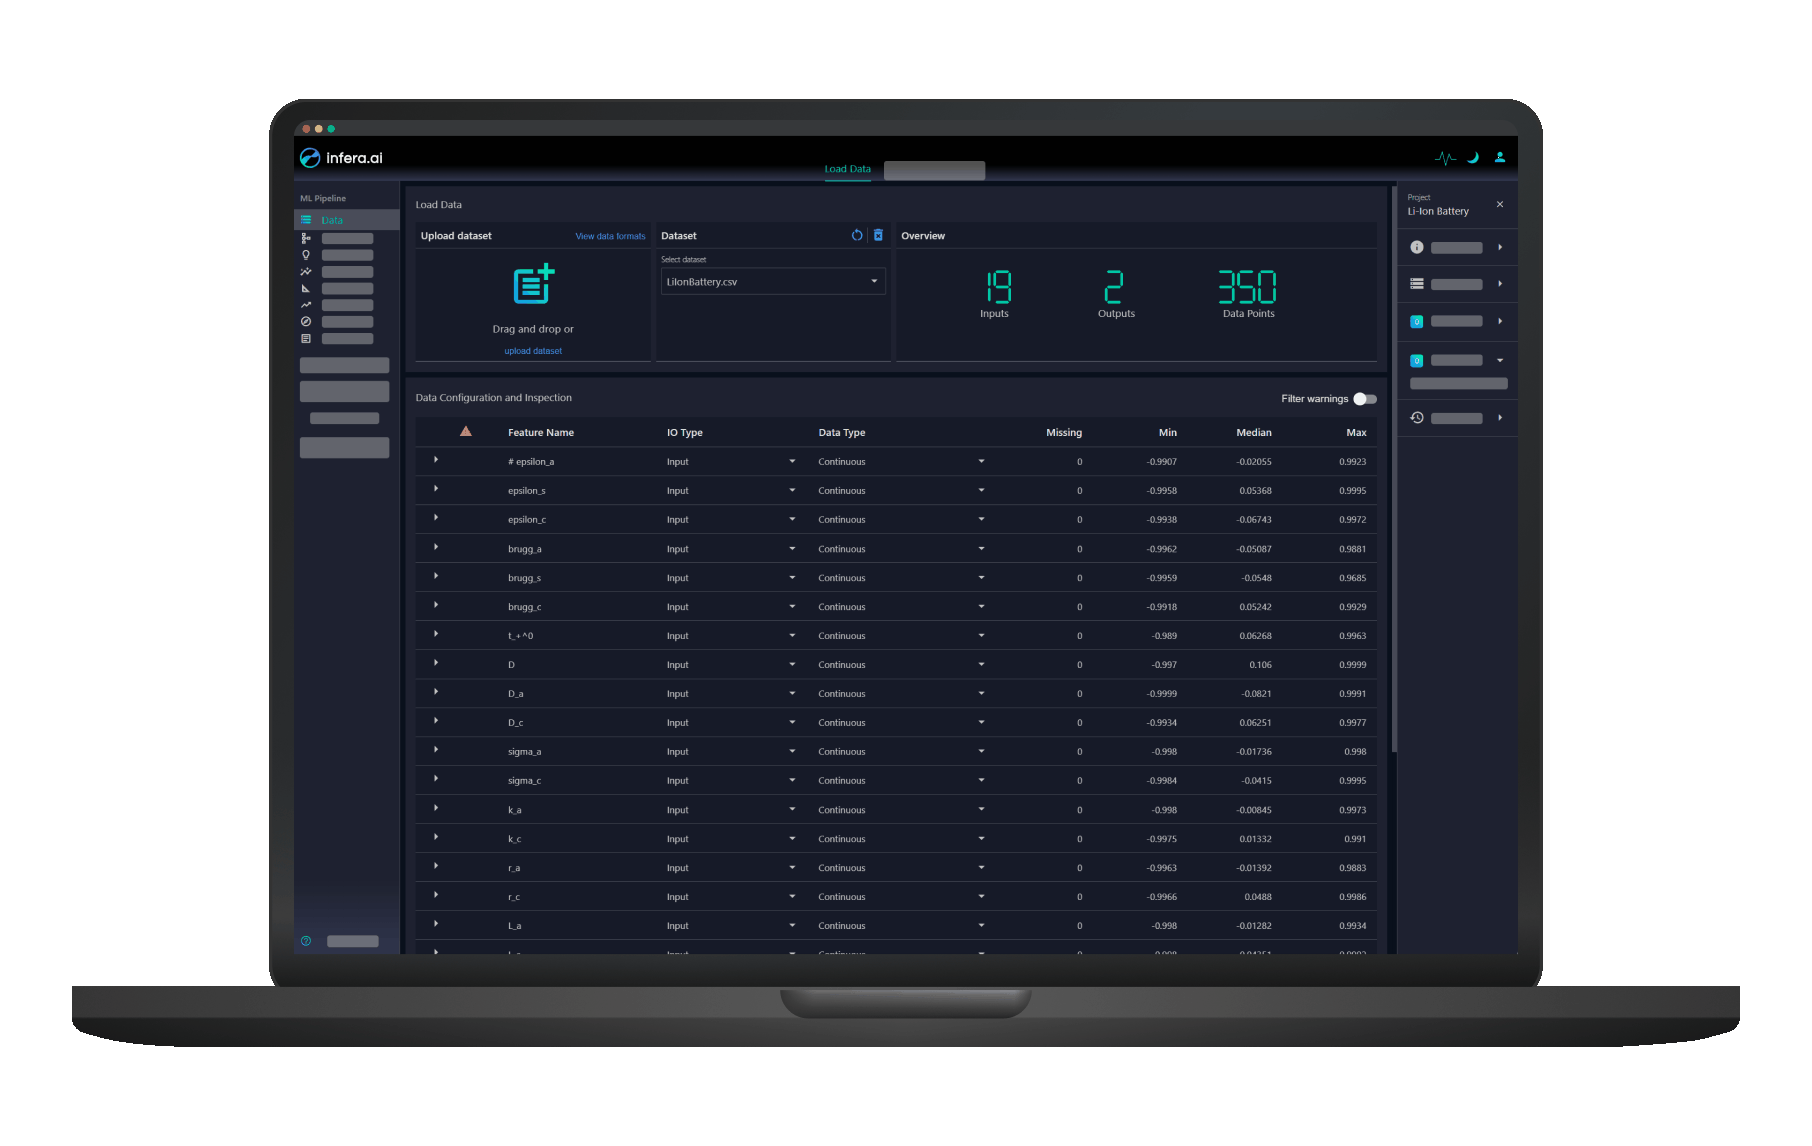 infera.ai
Load Data
ML Pipeline
Data
Project
Li-Ion Battery
Load Data
Upload dataset View data formats
Drag and drop or
upload dataset
Dataset
Select dataset
LiIonBattery.csv
Overview
19 2 350
Inputs Outputs Data Points
Data Configuration and Inspection Filter warnings
Feature Name IO Type Data Type Missing Min Median Max
# epsilon_a Input Continuous 0 -0.9907 -0.02055 0.9923
epsilon_s Input Continuous 0 -0.9958 0.05368 0.9995
epsilon_c Input Continuous 0 -0.9938 -0.06743 0.9972
brugg_a Input Continuous 0 -0.9962 -0.05087 0.9881
brugg_s Input Continuous 0 -0.9959 -0.0548 0.9685
brugg_c Input Continuous 0 -0.9918 0.05242 0.9929
t_+^0 Input Continuous 0 -0.989 0.06268 0.9963
D Input Continuous 0 -0.997 0.106 0.9999
D_a Input Continuous 0 -0.9999 -0.0821 0.9991
D_c Input Continuous 0 -0.9934 0.06251 0.9977
sigma_a Input Continuous 0 -0.998 -0.01736 0.998
sigma_c Input Continuous 0 -0.9984 -0.0415 0.9995
k_a Input Continuous 0 -0.998 -0.00845 0.9973
k_c Input Continuous 0 -0.9975 0.01332 0.991
r_a Input Continuous 0 -0.9963 -0.01392 0.9883
r_c Input Continuous 0 -0.9966 0.0488 0.9986
L_a Input Continuous 0 -0.998 -0.01282 0.9934